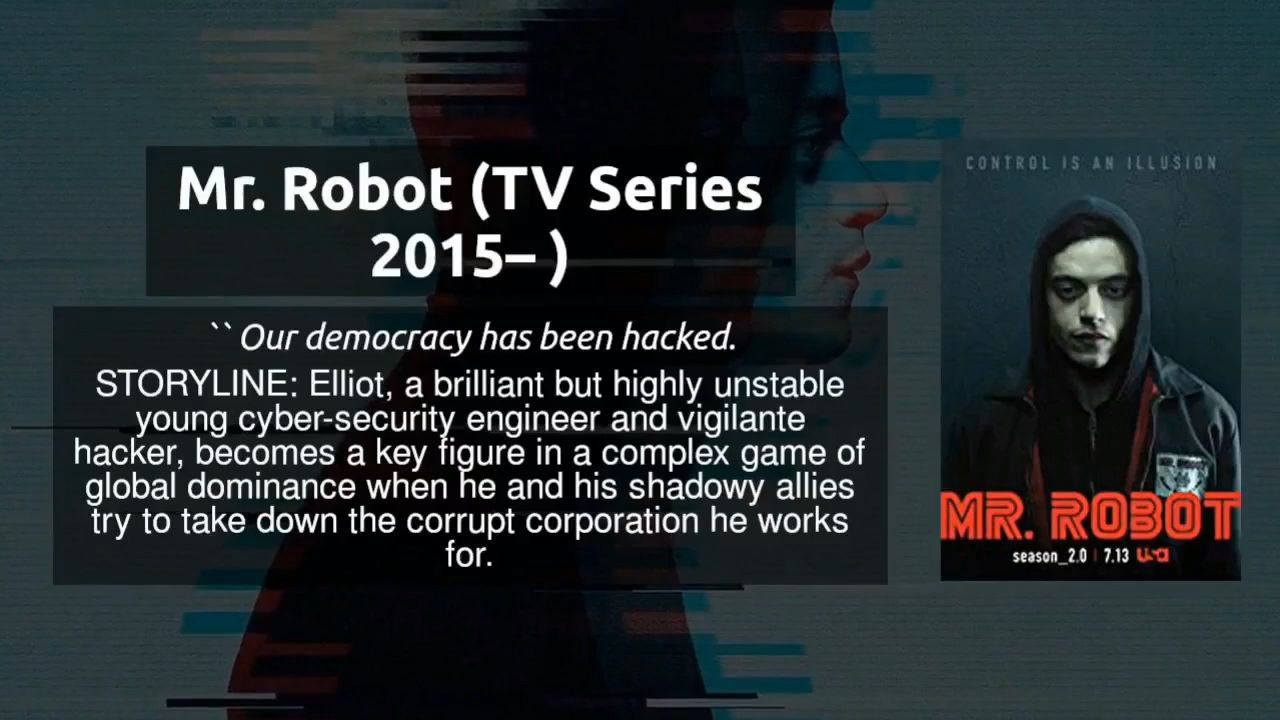 Mr. Robot (TV Series
2015– )
`` Our democracy has been hacked.
STORYLINE: Elliot, a brilliant but highly unstable
young cyber-security engineer and vigilante
hacker, becomes a key figure in a complex game of
global dominance when he and his shadowy allies
try to take down the corrupt corporation he works
for.
CONTROL IS AN ILLUSION
MR. ROBOT
season_2.0 | 7.13 USA